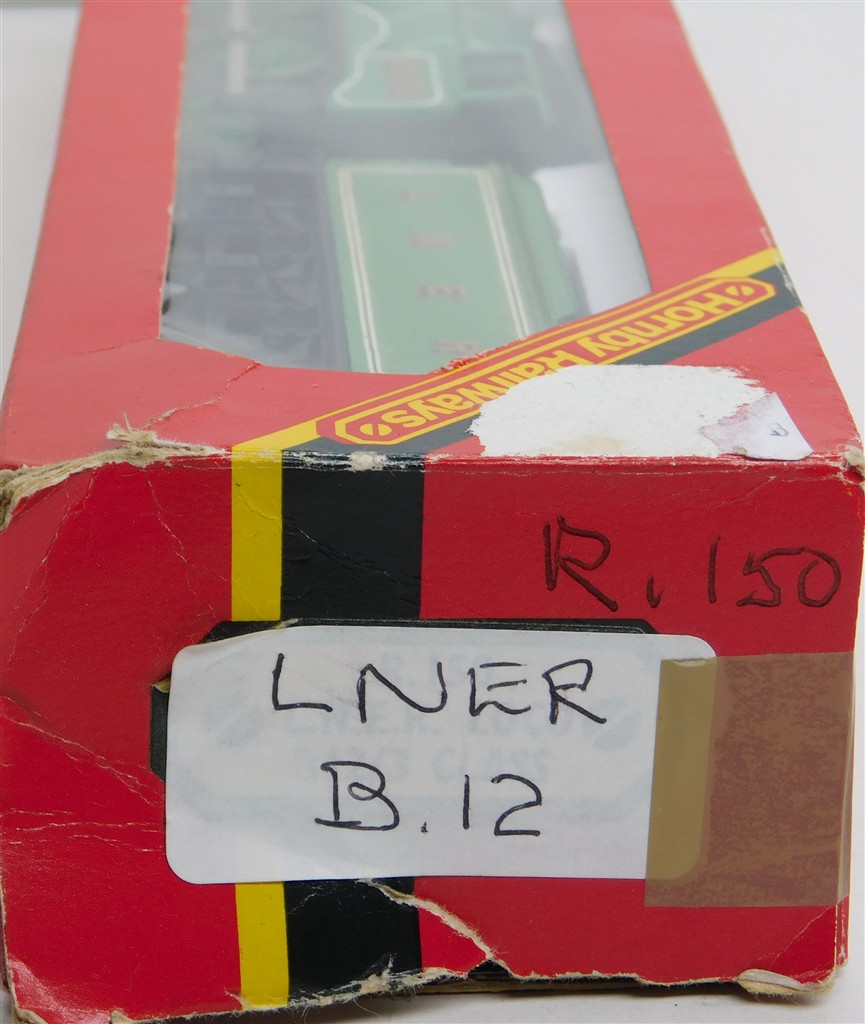 Hornby Railways
R.150
LNER
B.12